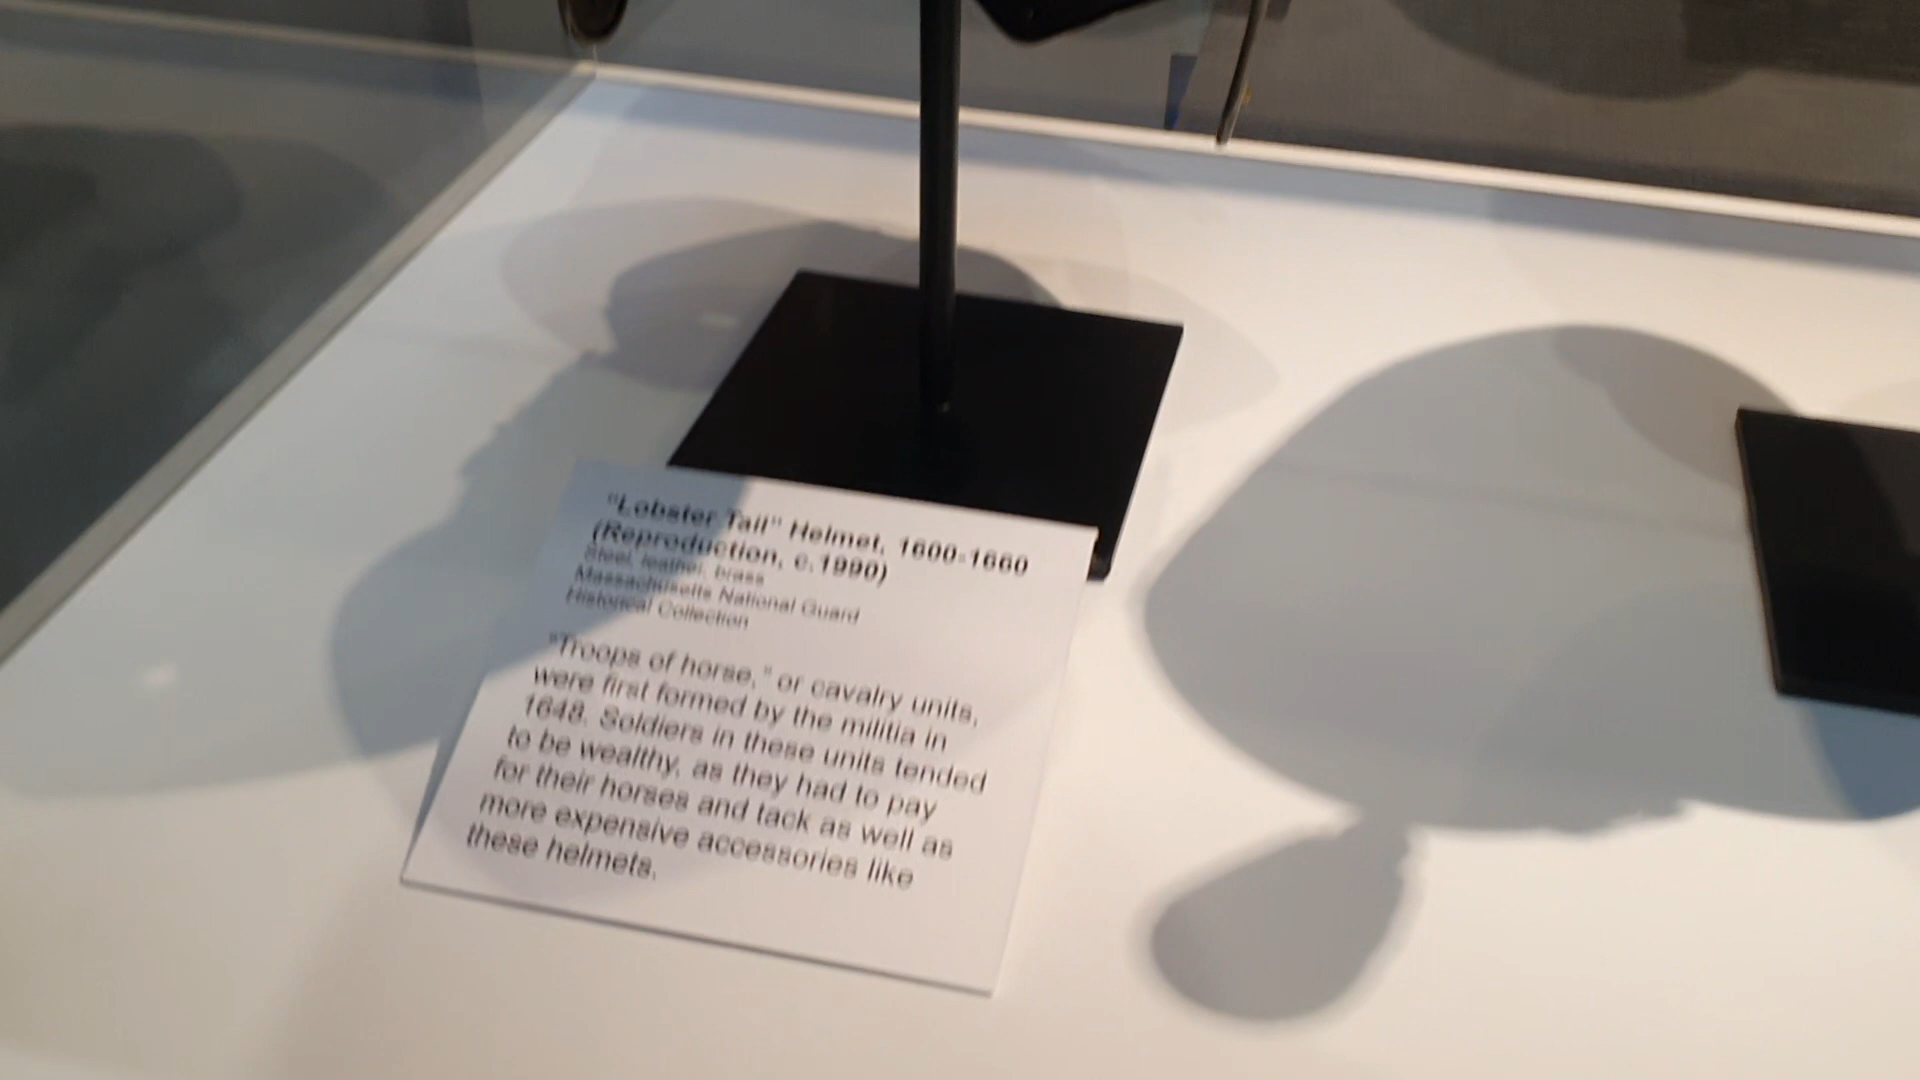 "Lobster Tail" Helmet, 1600-1660
(Reproduction, c.1990)
Steel, leather, brass
Massachusetts National Guard
Historical Collection
"Troops of horse," or cavalry units,
were first formed by the militia in
1648. Soldiers in these units tended
to be wealthy, as they had to pay
for their horses and tack as well as
more expensive accessories like
these helmets.